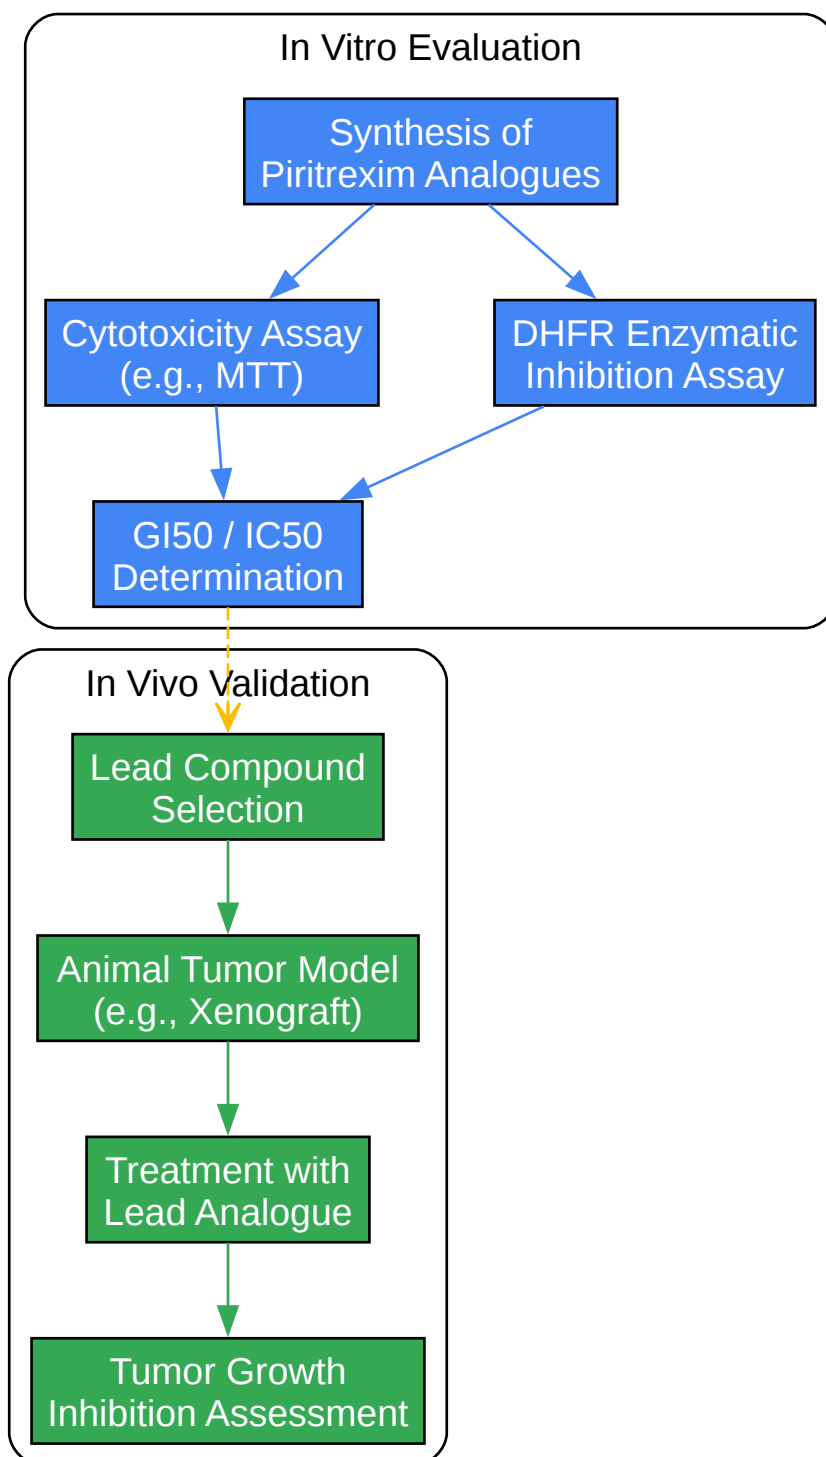 In Vitro Evaluation
Synthesis of
Piritrexim Analogues
Cytotoxicity Assay
(e.g., MTT)
DHFR Enzymatic
Inhibition Assay
GI50 / IC50
Determination
In Vivo Validation
Lead Compound
Selection
Animal Tumor Model
(e.g., Xenograft)
Treatment with
Lead Analogue
Tumor Growth
Inhibition Assessment